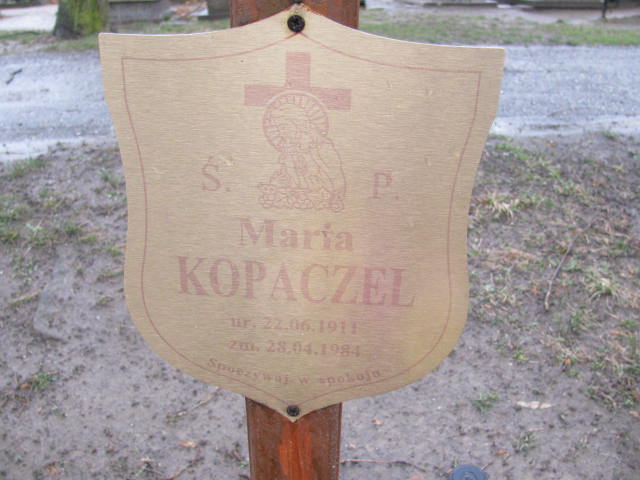 Ś. P.
Maria
KOPACZEL
ur. 22.06.1911
zm. 28.04.1984
Spoczywaj w spokoju